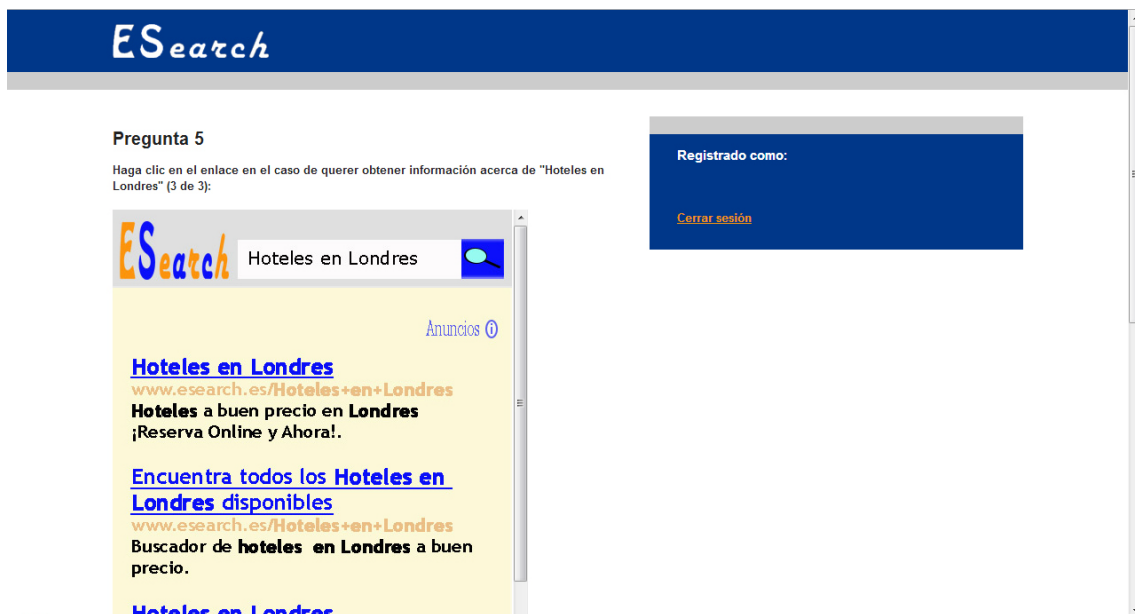 ESearch
Pregunta 5
Haga clic en el enlace en el caso de querer obtener información acerca de "Hoteles en
Londres" (3 de 3):
ESearch
Hoteles en Londres
Anuncios
Hoteles en Londres
www.esearch.es/Hoteles+en+Londres
Hoteles a buen precio en Londres
¡Reserva Online y Ahora!.
Encuentra todos los Hoteles en
Londres disponibles
www.esearch.es/Hoteles+en+Londres
Buscador de hoteles en Londres a buen
precio.
Hoteles en Londres
Registrado como:
Cerrar sesión